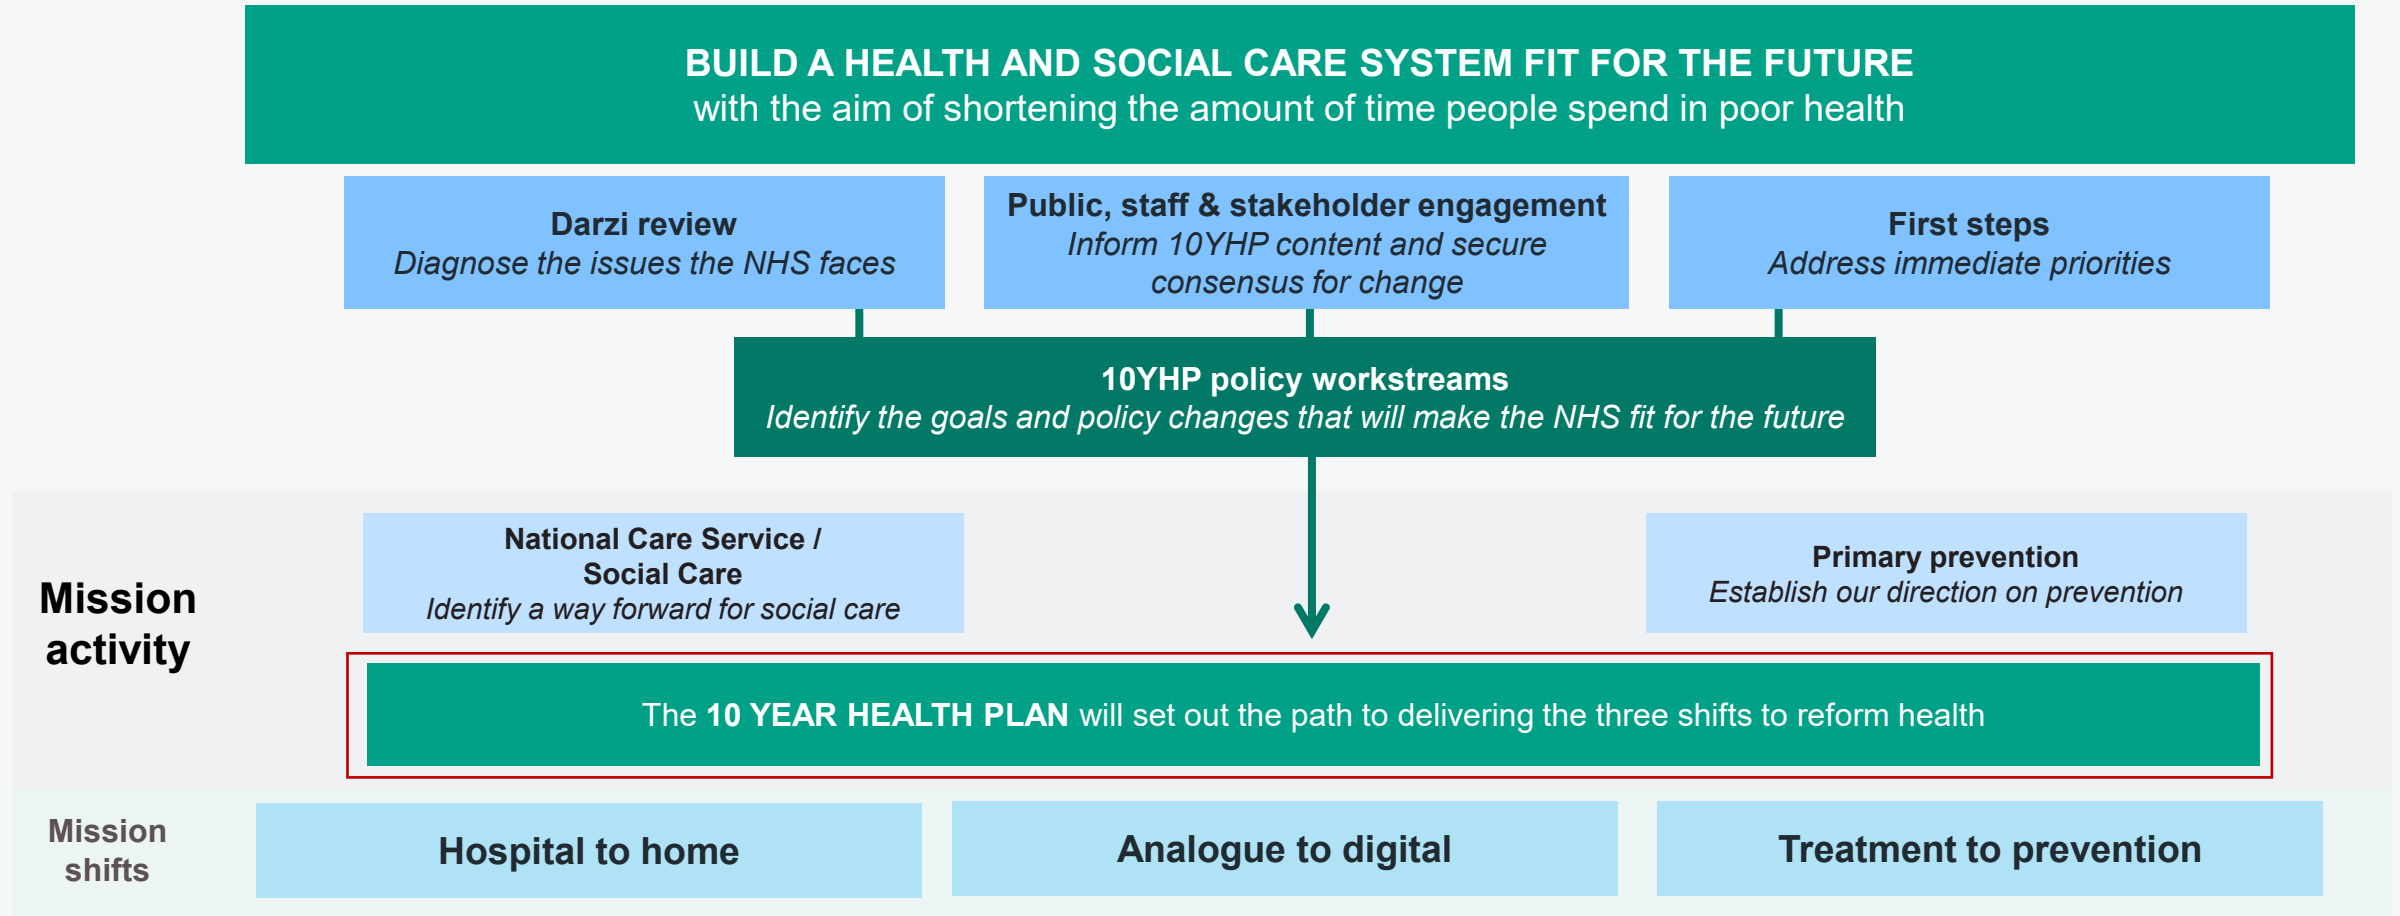 BUILD A HEALTH AND SOCIAL CARE SYSTEM FIT FOR THE FUTURE
with the aim of shortening the amount of time people spend in poor health
Darzi review
Diagnose the issues the NHS faces
Public, staff & stakeholder engagement
Inform 10YHP content and secure
consensus for change
First steps
Address immediate priorities
10YHP policy workstreams
Identify the goals and policy changes that will make the NHS fit for the future
Mission
activity
National Care Service /
Social Care
Identify a way forward for social care
Primary prevention
Establish our direction on prevention
The 10 YEAR HEALTH PLAN will set out the path to delivering the three shifts to reform health
Mission
shifts
Hospital to home
Analogue to digital
Treatment to prevention